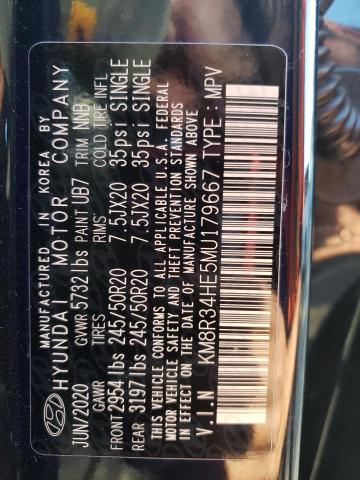 MANUFACTURED IN KOREA BY
HYUNDAI MOTOR COMPANY
JUN/2020 GVWR 5732 lbs PAINT UB7 TRIM NNB
GAWR TIRES RIMS COLD TIRE INFL
FRONT 2954 lbs 245/50R20 7.5JX20 35psi SINGLE
REAR 3197 lbs 245/50R20 7.5JX20 35psi SINGLE
THIS VEHICLE CONFORMS TO ALL APPLICABLE U.S.A. FEDERAL
MOTOR VEHICLE SAFETY AND THEFT PREVENTION STANDARDS
IN EFFECT ON THE DATE OF MANUFACTURE SHOWN ABOVE
V.I.N : KM8R34HE5MU179667 TYPE : MPV